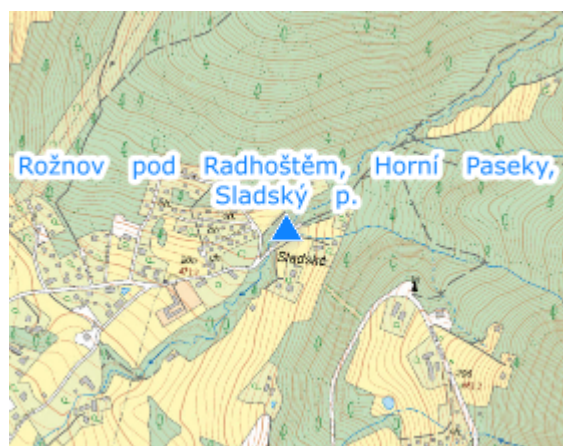 Rožnov pod Radhoštěm, Horní Paseky,
Sladský p.
Sladské